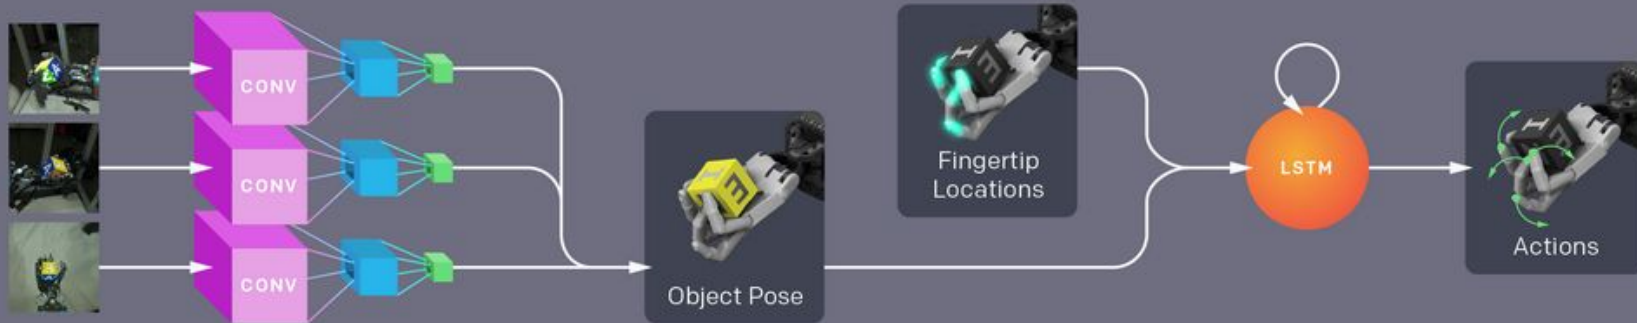 CONV
CONV
CONV
Object Pose
Fingertip
Locations
LSTM
Actions